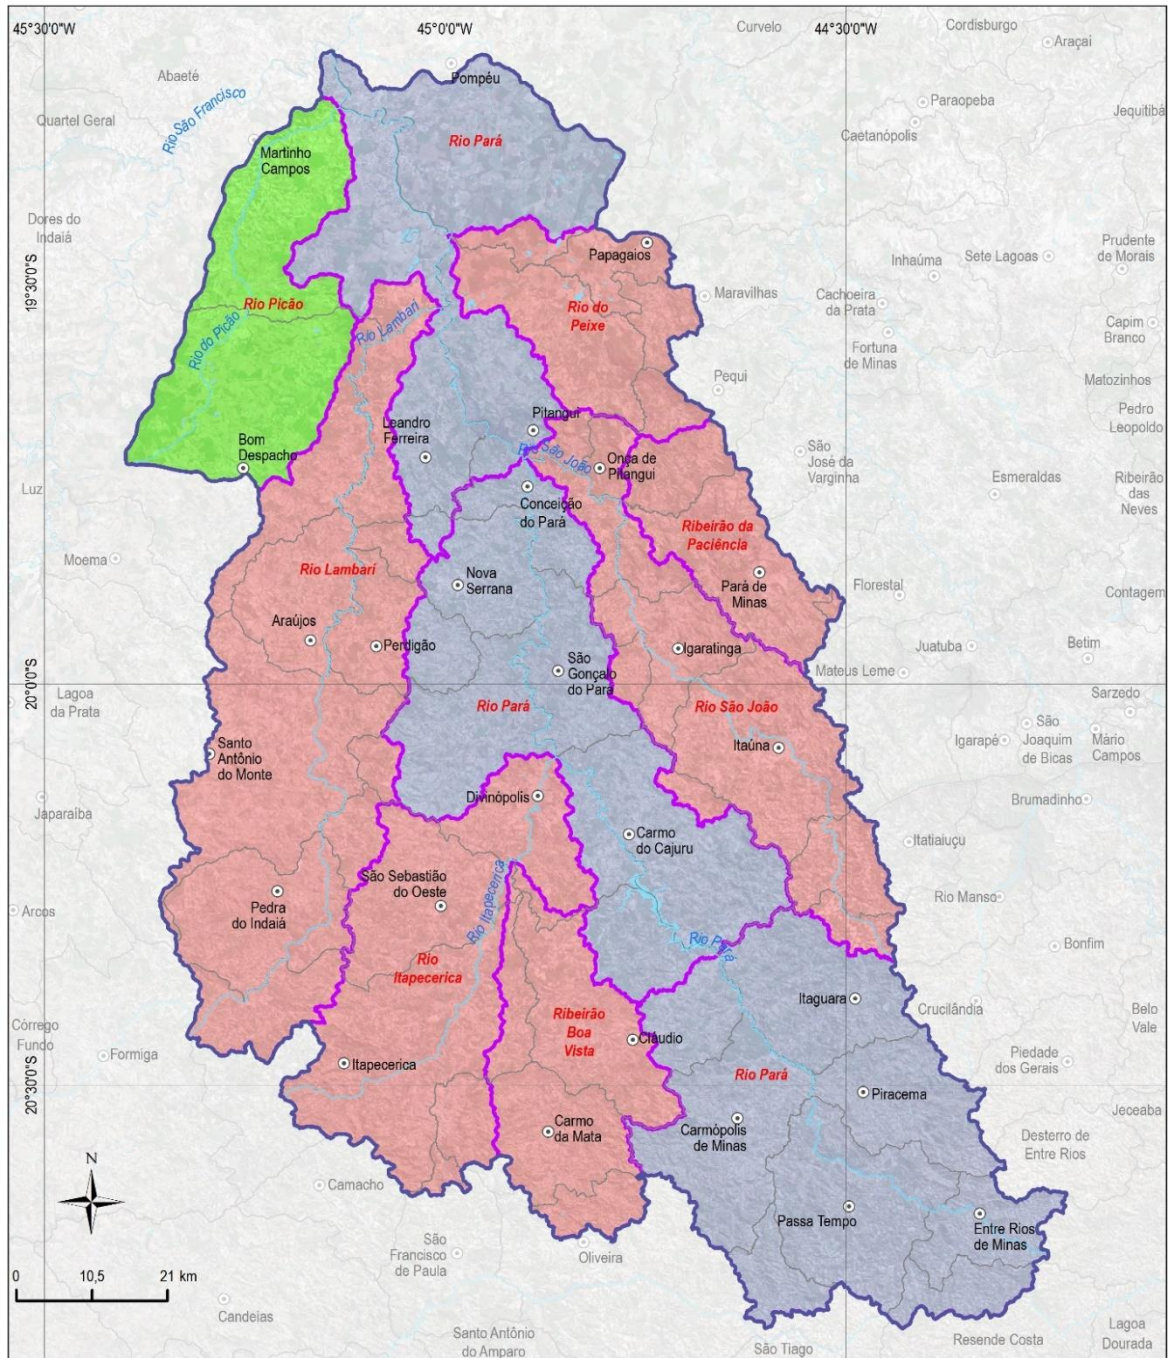 45°30'0"W
45°0'0"W
44°30'0"W
Curvelo
Cordisburgo
Araçaí
Abaeté
Pompéu
Rio São Francisco
Quartel Geral
Paraopeba
Jequitibá
Caetanópolis
Rio Pará
Martinho
Campos
Dores do
Indaiá
Papagaios
Inhaúma
Sete Lagoas
Prudente
de Morais
19°30'0"S
Rio Picão
Rio do Picão
Rio Lambari
Rio do
Peixe
Maravilhas
Cachoeira
da Prata
Capim
Branco
Fortuna
de Minas
Pequi
Matozinhos
Pedro
Leopoldo
Leandro
Ferreira
Pitangui
Rio São João
Bom
Despacho
Onça de
Pitangui
São
José da
Varginha
Esmeraldas
Ribeirão
das
Neves
Luz
Conceição
do Pará
Ribeirão da
Paciência
Moema
Rio Lambari
Nova
Serrana
Pará de
Minas
Florestal
Contagem
Araújos
Perdigão
Igaratinga
Juatuba
Betim
São
Gonçalo
do Pará
Mateus Leme
20°0'0"S
Lagoa
da Prata
Rio Pará
Rio São João
Sarzedo
Santo
Antônio
do Monte
Itaúna
Igarapé
São
Joaquim
de Bicas
Mário
Campos
Japaraíba
Divinópolis
Brumadinho
Carmo
do Cajuru
Itatiaiuçu
São Sebastião
do Oeste
Rio Itapecerica
Pedra
do Indaiá
Arcos
Rio Manso
Rio Pará
Bonfim
Rio
Itapecerica
Itaguara
Crucilândia
Belo
Vale
Ribeirão
Boa
Vista
Cláudio
Córrego
Fundo
Formiga
Itapecerica
Piedade
dos Gerais
20°30'0"S
Rio Pará
Piracema
Jeceaba
Carmo
da Mata
Carmópolis
de Minas
Desterro de
Entre Rios
N
Camacho
Passa Tempo
Entre Rios
de Minas
São
Francisco
de Paula
Oliveira
0
10,5
21 km
Candeias
Santo Antônio
do Amparo
São Tiago
Resende Costa
Lagoa
Dourada